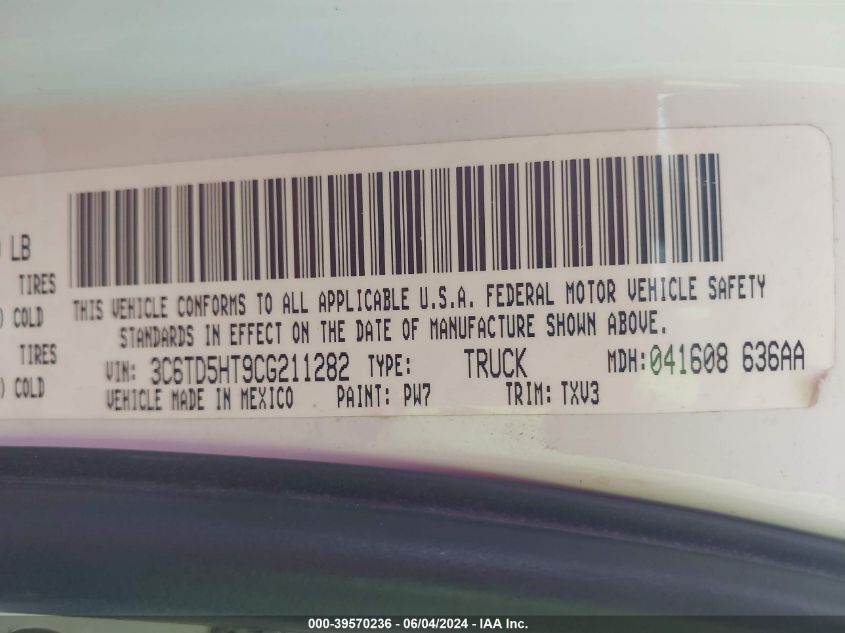 LB
TIRES
) COLD
TIRES
) COLD
THIS VEHICLE CONFORMS TO ALL APPLICABLE U.S.A. FEDERAL MOTOR VEHICLE SAFETY
STANDARDS IN EFFECT ON THE DATE OF MANUFACTURE SHOWN ABOVE.
VIN: 3C6TD5HT9CG211282 TYPE: TRUCK MDH:041608 636AA
VEHICLE MADE IN MEXICO PAINT: PW7 TRIM: TXV3
000-39570236 - 06/04/2024 - IAA Inc.